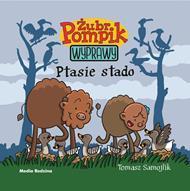 Żubr
Pompik
WYPRAWY
Ptasie stado
Tomasz Samojlik
Media Rodzina